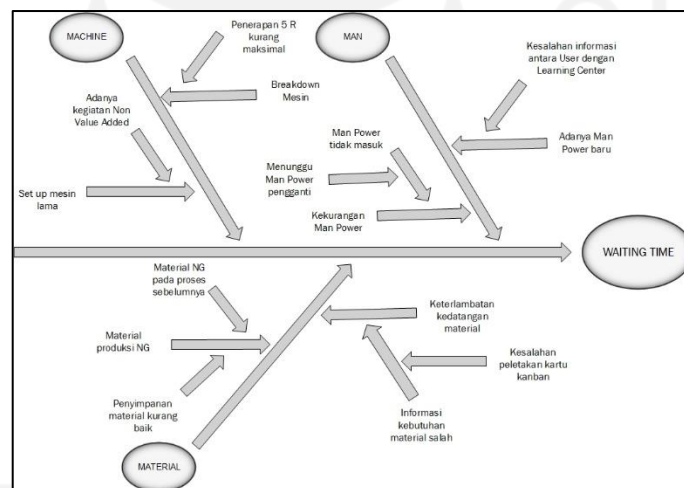 MACHINE
Penerapan 5 R
kurang
maksimal
Breakdown
Mesin
Adanya
kegiatan Non
Value Added
Set up mesin
lama
MAN
Kesalahan informasi
antara User dengan
Learning Center
Adanya Man
Power baru
Man Power
tidak masuk
Menunggu
Man Power
pengganti
Kekurangan
Man Power
WAITING TIME
Material NG
pada proses
sebelumnya
Material
produksi NG
Penyimpanan
material kurang
baik
MATERIAL
Keterlambatan
kedatangan
material
Kesalahan
peletakan kartu
kanban
Informasi
kebutuhan
material salah